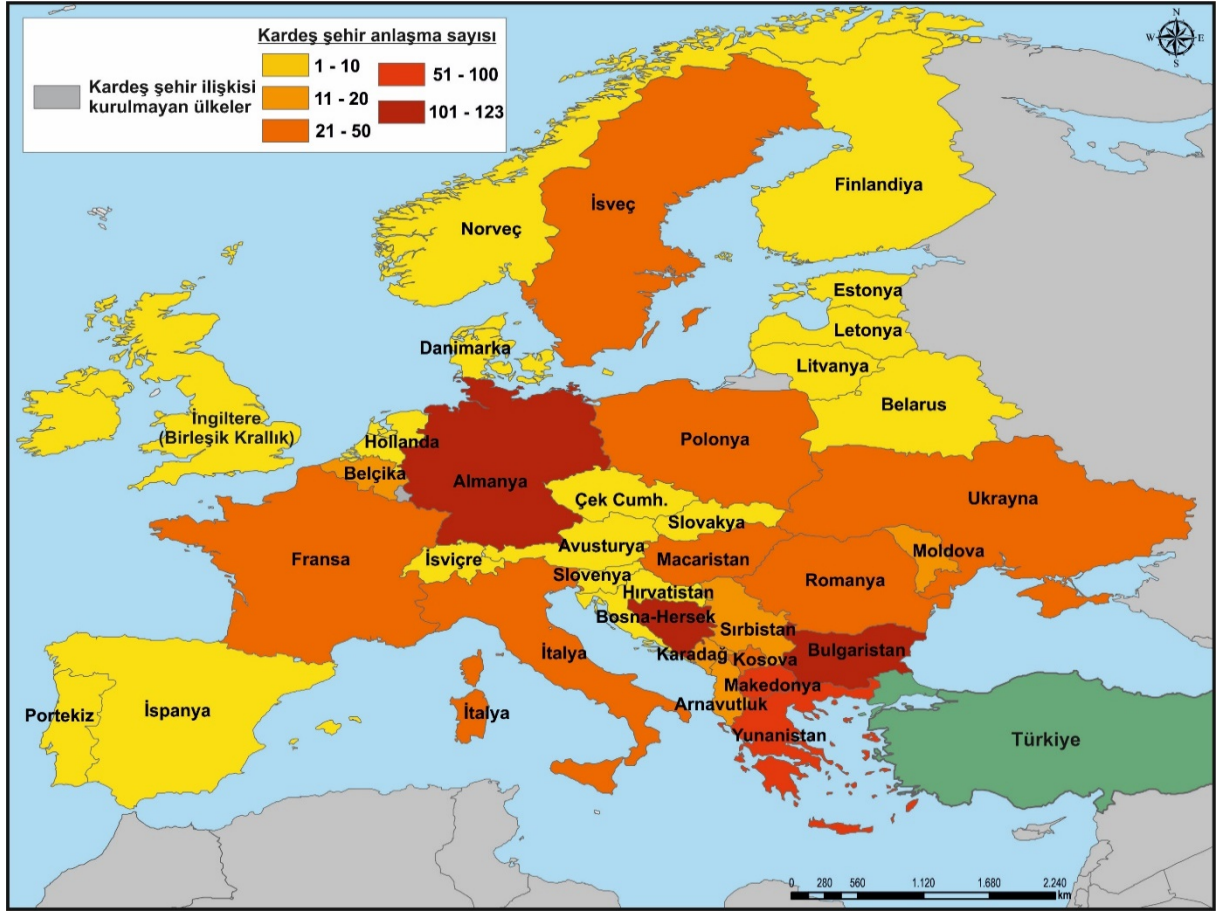 Kardeş şehir anlaşma sayısı
Kardeş şehir ilişkisi
kurulmayan ülkeler
1 - 10
11 - 20
21 - 50
51 - 100
101 - 123
N
W E
S
Finlandiya
İsveç
Norveç
Estonya
Letonya
Danimarka
Litvanya
Belarus
İngiltere
(Birleşik Krallık)
Hollanda
Polonya
Belçika
Almanya
Çek Cumh.
Ukrayna
Slovakya
Fransa
İsviçre
Avusturya
Macaristan
Moldova
Slovenya
Romanya
Hırvatistan
Bosna-Hersek
Sırbistan
İtalya
Karadağ
Kosova
Bulgaristan
Makedonya
Portekiz
İspanya
İtalya
Arnavutluk
Yunanistan
Türkiye
0 280 560 1.120 1.680 2.240
km